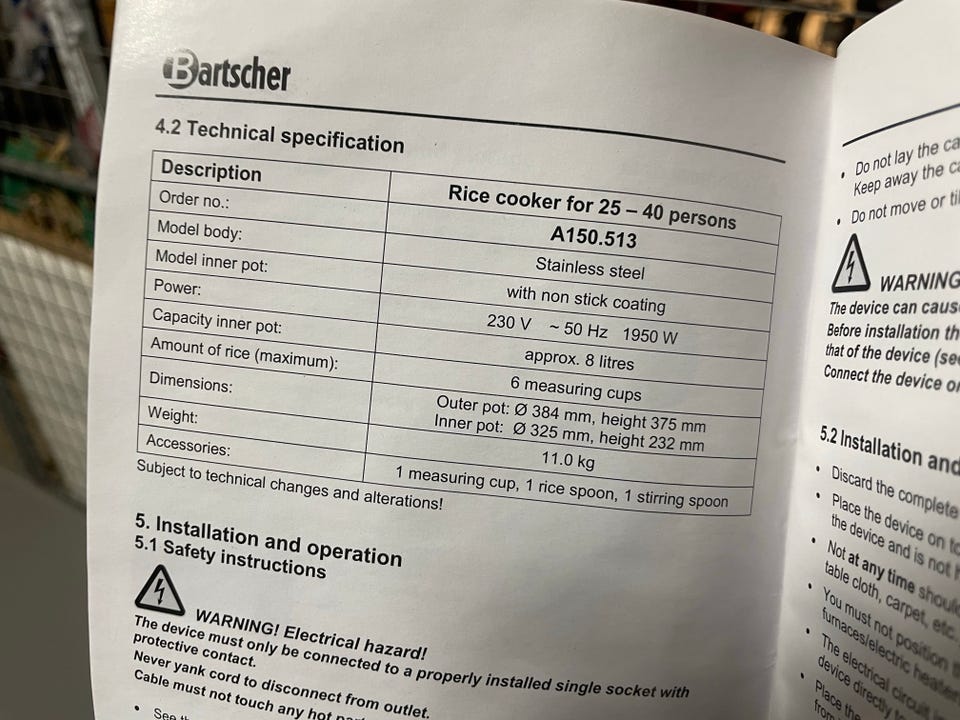 Bartscher
4.2 Technical specification
Description
Rice cooker for 25 – 40 persons
Order no.:
A150.513
Model body:
Stainless steel
Model inner pot:
with non stick coating
Power:
230 V ~ 50 Hz 1950 W
Capacity inner pot:
approx. 8 litres
Amount of rice (maximum):
6 measuring cups
Dimensions:
Outer pot: Ø 384 mm, height 375 mm
Inner pot: Ø 325 mm, height 232 mm
Weight:
11.0 kg
Accessories:
1 measuring cup, 1 rice spoon, 1 stirring spoon
Subject to technical changes and alterations!
5. Installation and operation
5.1 Safety instructions
WARNING! Electrical hazard!
The device must only be connected to a properly installed single socket with
protective contact.
Never yank cord to disconnect from outlet.
Cable must not touch any hot
• See
• Do not lay the
Keep away the
• Do not move or
WARNING
The device can
Before installation
that of the device
Connect the device
5.2 Installation and
• Discard the complete
• Place the device on
the device and is not
• Not at any time
table cloth, carpet, etc.
• You must not position
furnaces/electric
• The electrical circuit
device directly
• Place the
from